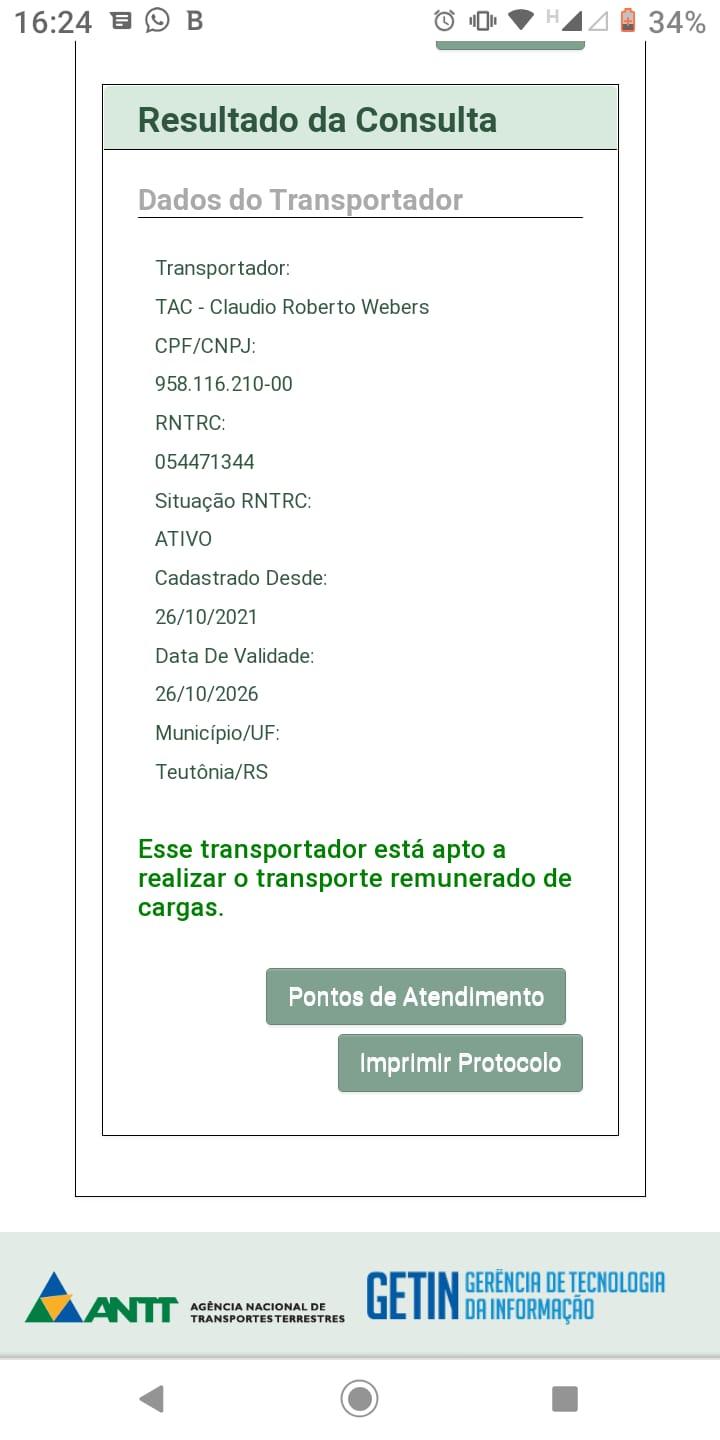 16:24 B H 34%
Resultado da Consulta
Dados do Transportador
Transportador:
TAC - Claudio Roberto Webers
CPF/CNPJ:
958.116.210-00
RNTRC:
054471344
Situação RNTRC:
ATIVO
Cadastrado Desde:
26/10/2021
Data De Validade:
26/10/2026
Município/UF:
Teutônia/RS
Esse transportador está apto a
realizar o transporte remunerado de
cargas.
Pontos de Atendimento
Imprimir Protocolo
ANTT AGÊNCIA NACIONAL DE
TRANSPORTES TERRESTRES
GETIN GERÊNCIA DE TECNOLOGIA
DA INFORMAÇÃO